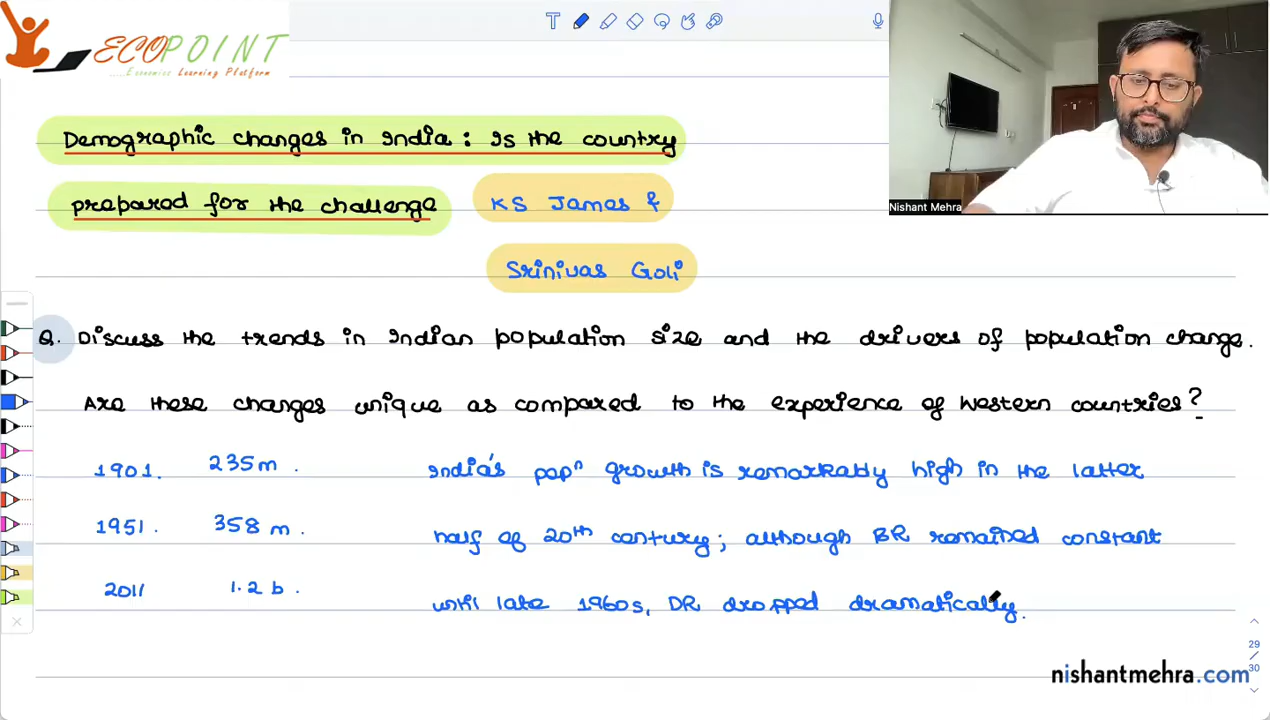 ECOPOINT
....Economics Learning Platform
Demographic changes in India: Is the country
prepared for the challenge
KS James &
Srinivas Goli
Nishant Mehra
Q. Discuss the trends in Indian population size and the drivers of population change.
Are these changes unique as compared to the experience of Western countries?
1901. 235m.
1951. 358 m.
2011 1.2 b.
India's popⁿ growth is remarkably high in the latter
half of 20th century; although BR remained constant
until late 1960s, DR dropped dramatically.
29
/
30
nishantmehra.com